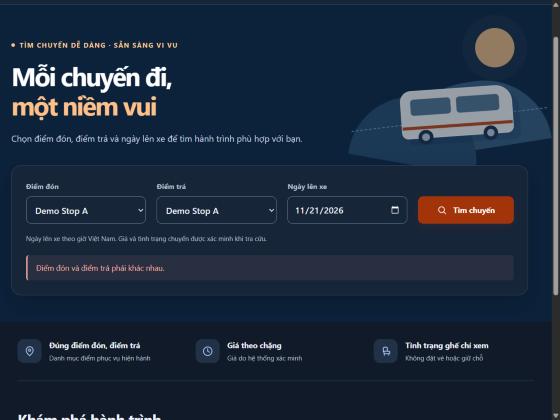 TÌM CHUYẾN DỄ DÀNG · SẴN SÀNG VI VU
Mỗi chuyến đi,
một niềm vui
Chọn điểm đón, điểm trả và ngày lên xe để tìm hành trình phù hợp với bạn.
Điểm đón
Điểm trả
Ngày lên xe
Demo Stop A
Demo Stop A
11/21/2026
Tìm chuyến
Ngày lên xe theo giờ Việt Nam. Giá và tình trạng chuyến được xác minh khi tra cứu.
Điểm đón và điểm trả phải khác nhau.
Đúng điểm đón, điểm trả
Danh mục điểm phục vụ hiện hành
Giá theo chặng
Giá do hệ thống xác minh
Tình trạng ghế chỉ xem
Không đặt vé hoặc giữ chỗ
Khám phá hành trình